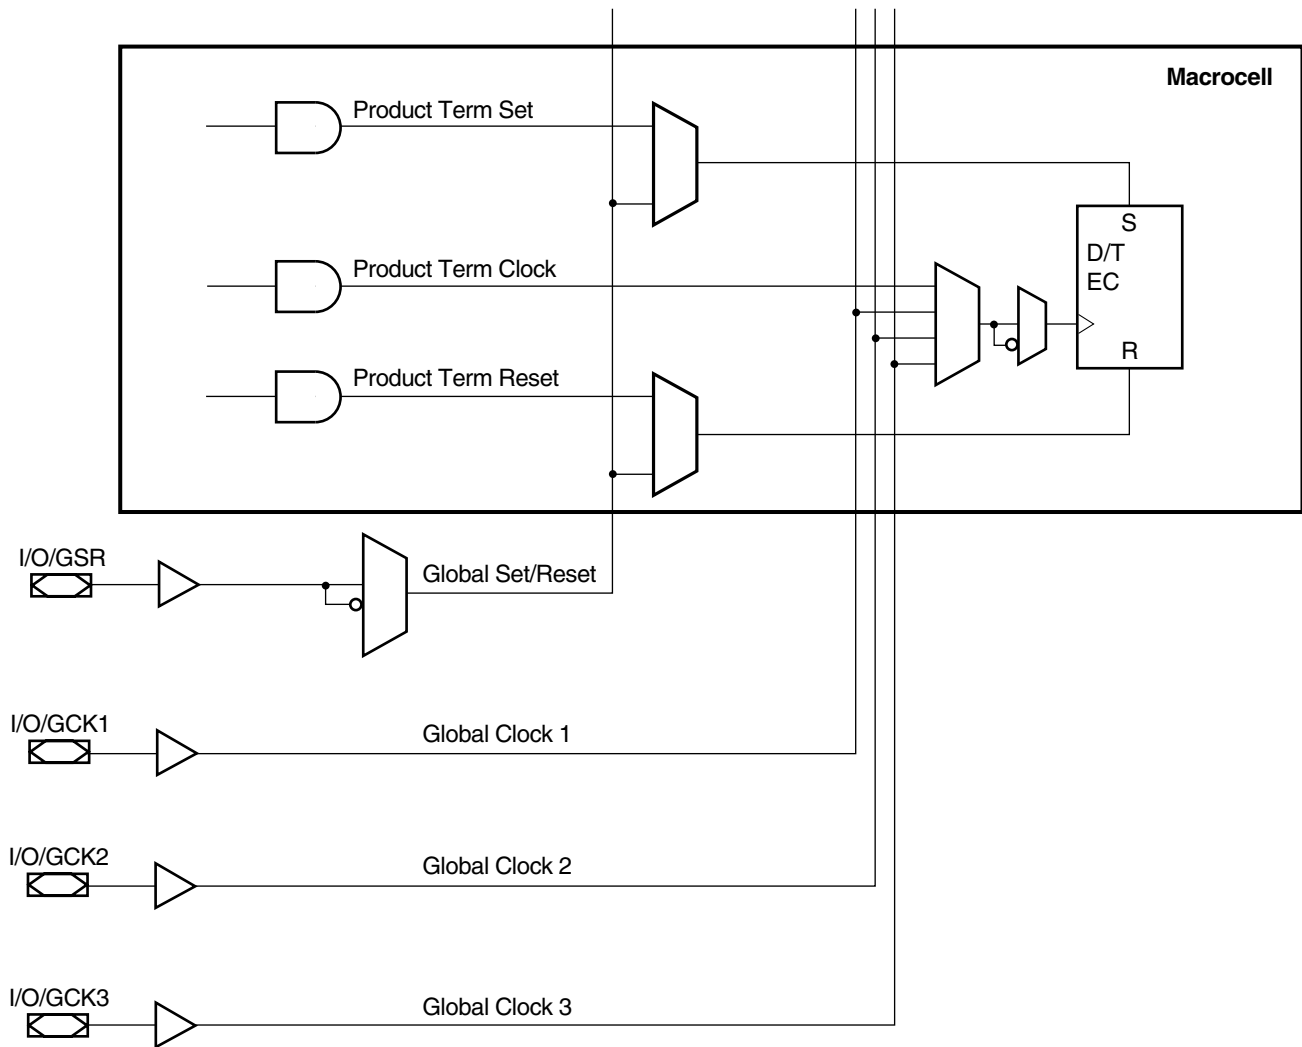 Macrocell
Product Term Set
S
D/T
EC
Product Term Clock
R
Product Term Reset
I/O/GSR
Global Set/Reset
I/O/GCK1
Global Clock 1
I/O/GCK2
Global Clock 2
I/O/GCK3
Global Clock 3